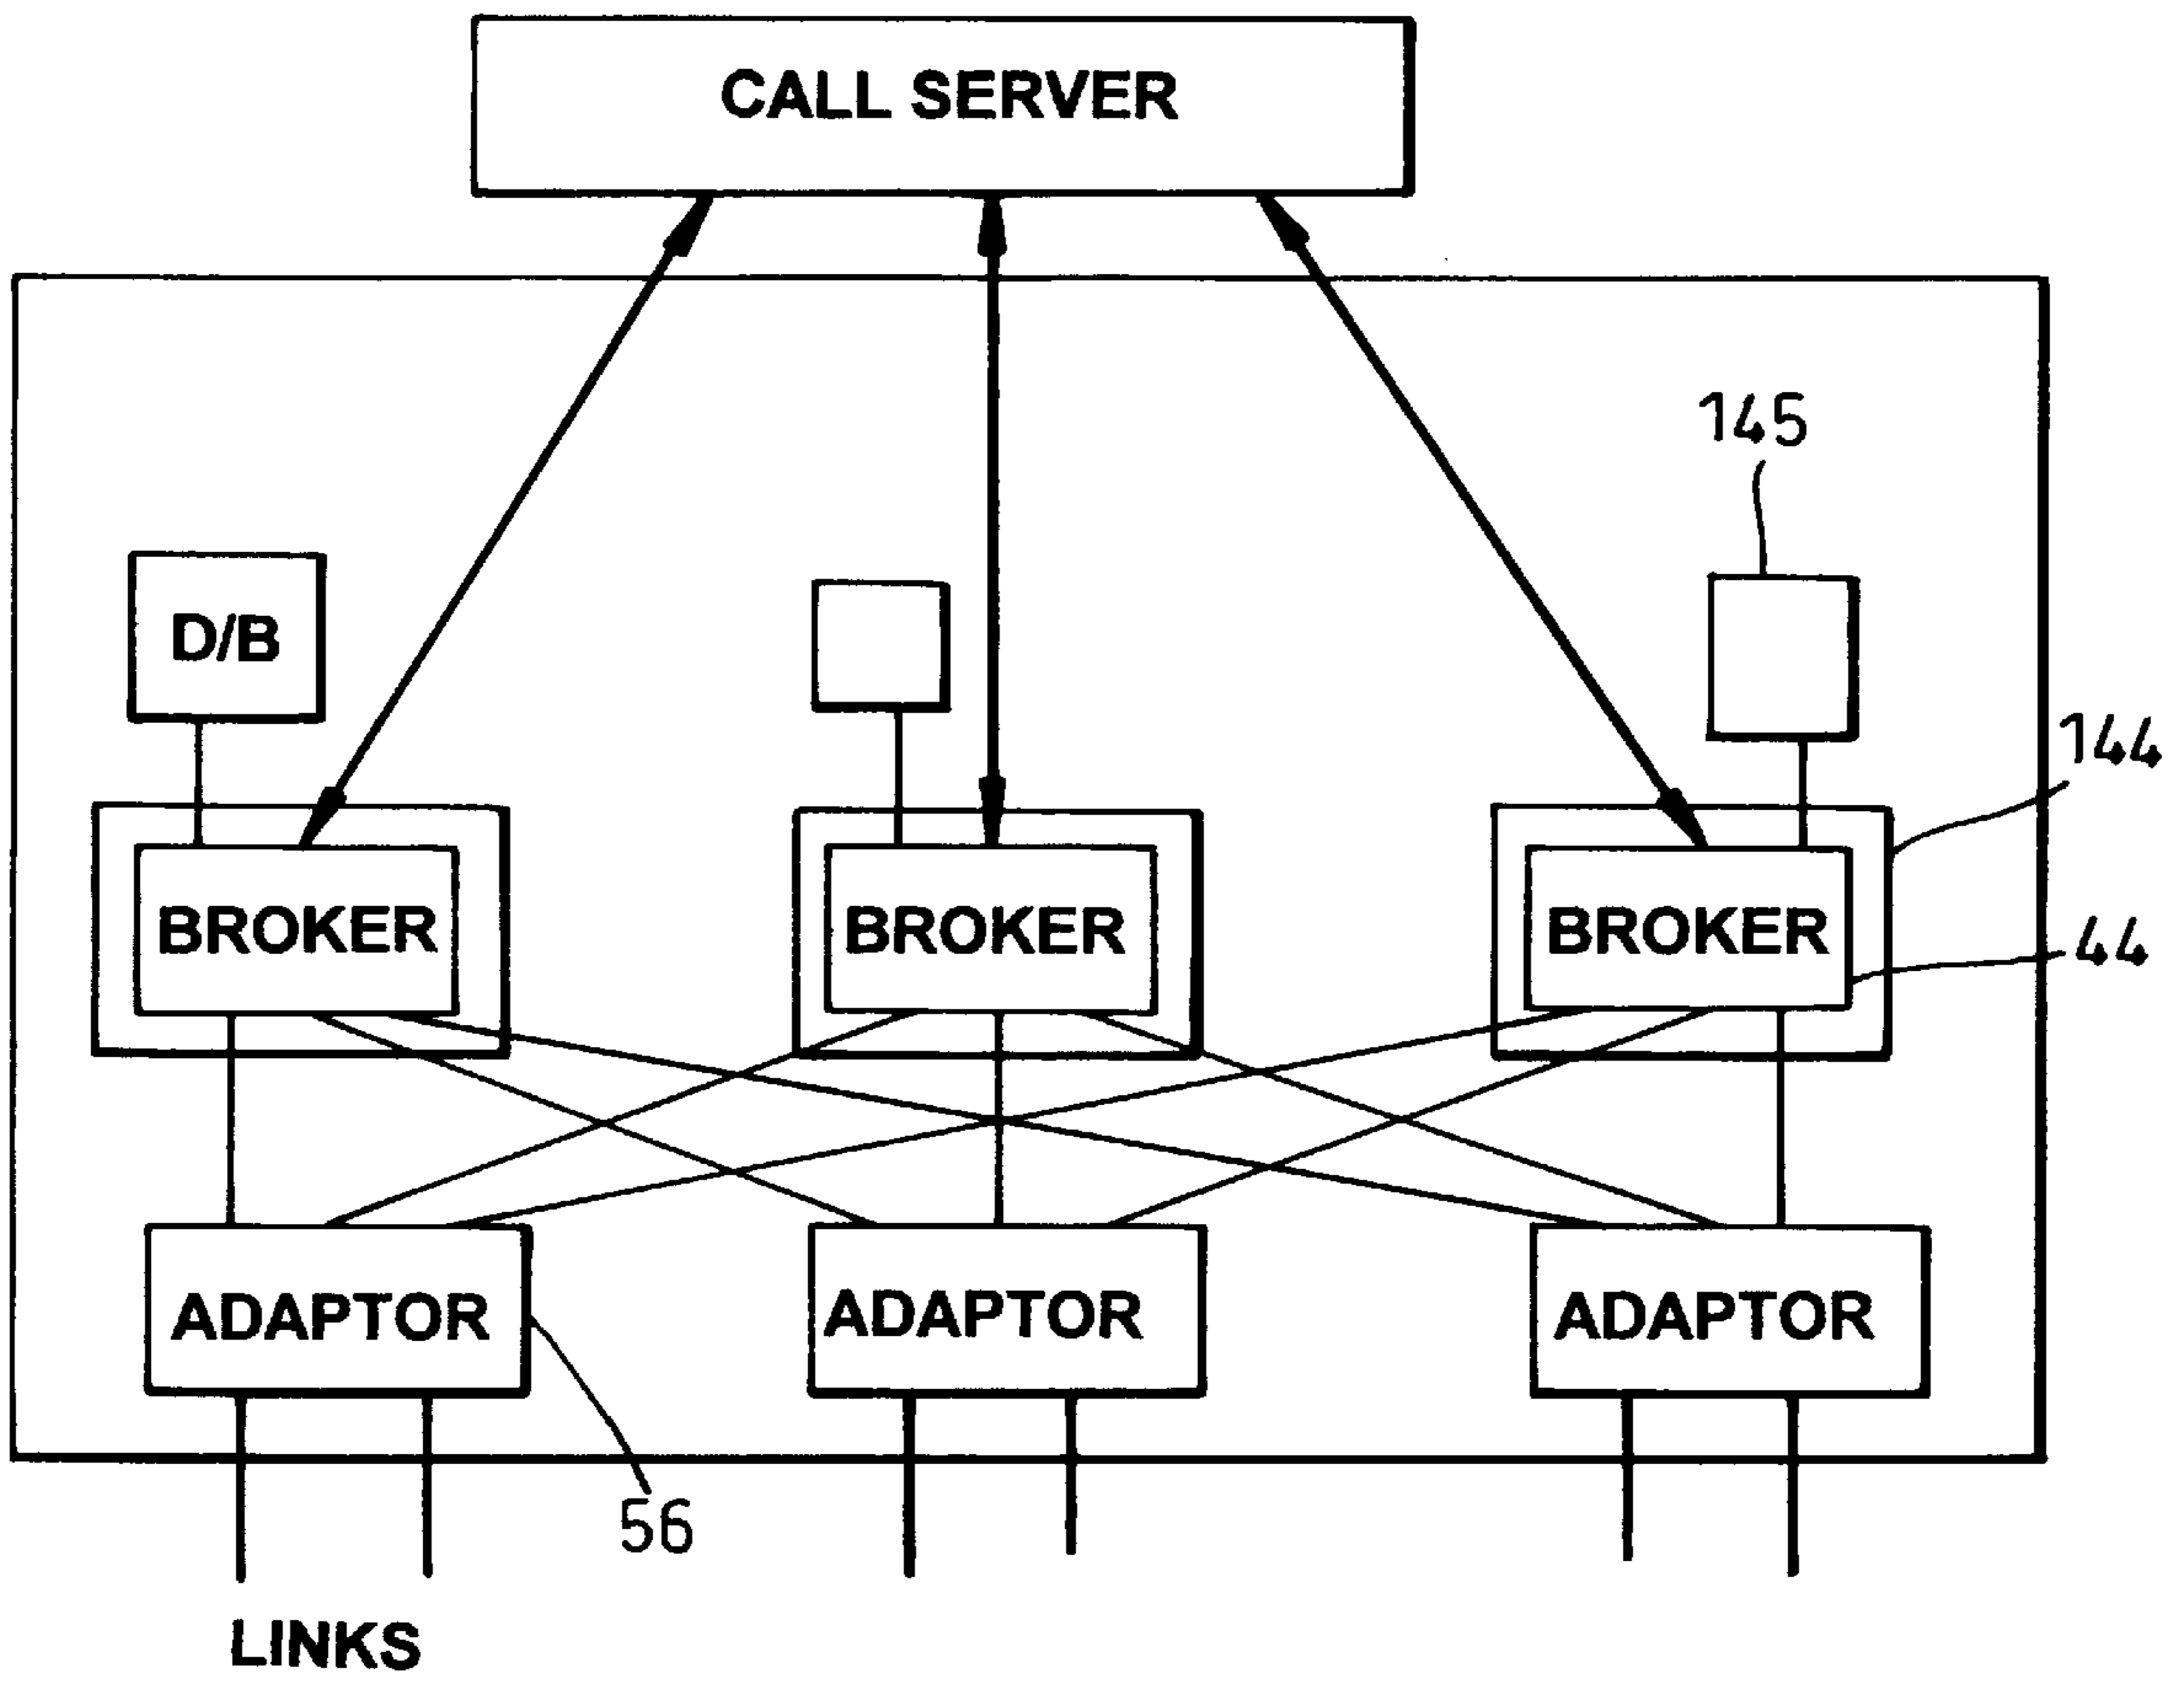 CALL SERVER
145
D/B
144
BROKER
BROKER
BROKER
44
ADAPTOR
ADAPTOR
ADAPTOR
56
LINKS